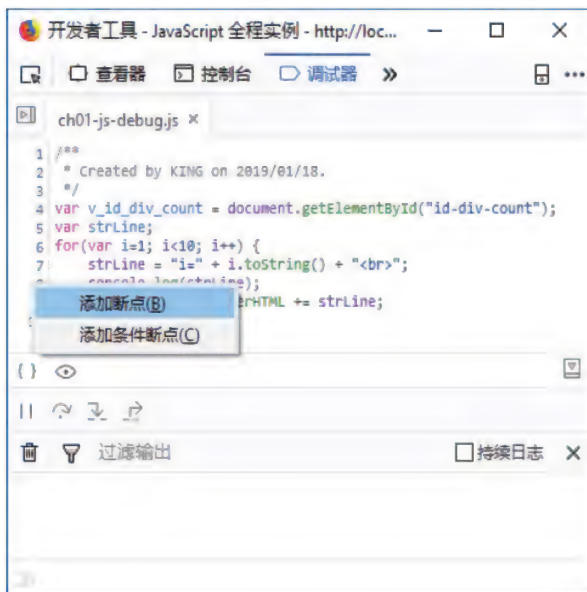 开发者工具 - JavaScript 全程实例 - http://loc...
查看器 控制台 调试器 »
ch01-js-debug.js ×
1 /**
2  * Created by KING on 2019/01/18.
3  */
4 var v_id_div_count = document.getElementById("id-div-count");
5 var strLine;
6 for(var i=1; i<10; i++) {
7     strLine = "i=" + i.toString() + "<br>";
console.log(strLine);
添加断点(B)
erHTML += strLine;
添加条件断点(C)
{ }
过滤输出
持续日志